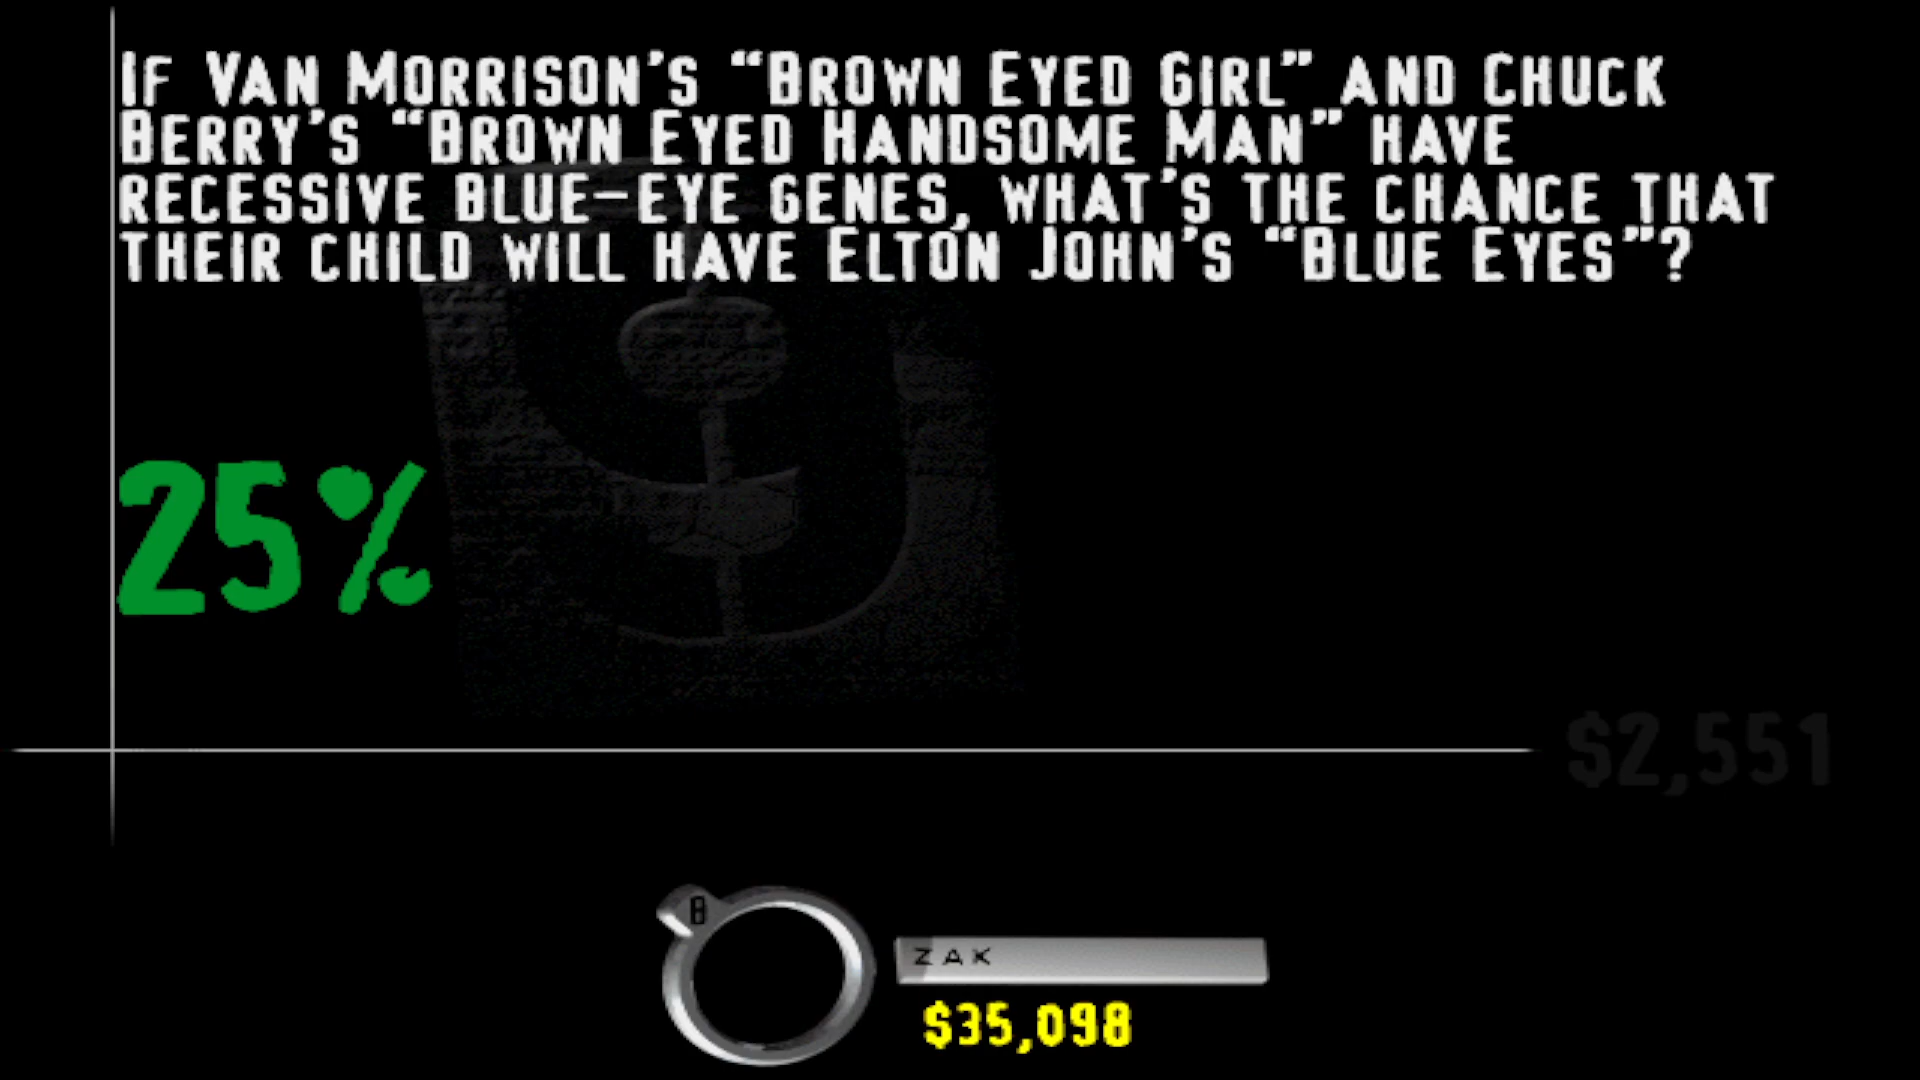 If Van Morrison's “Brown Eyed Girl” and Chuck
Berry's “Brown Eyed Handsome Man” have
recessive blue-eye genes, what's the chance that
their child will have Elton John's “Blue Eyes”?
25%
$2,551
B
ZAK
$35,098